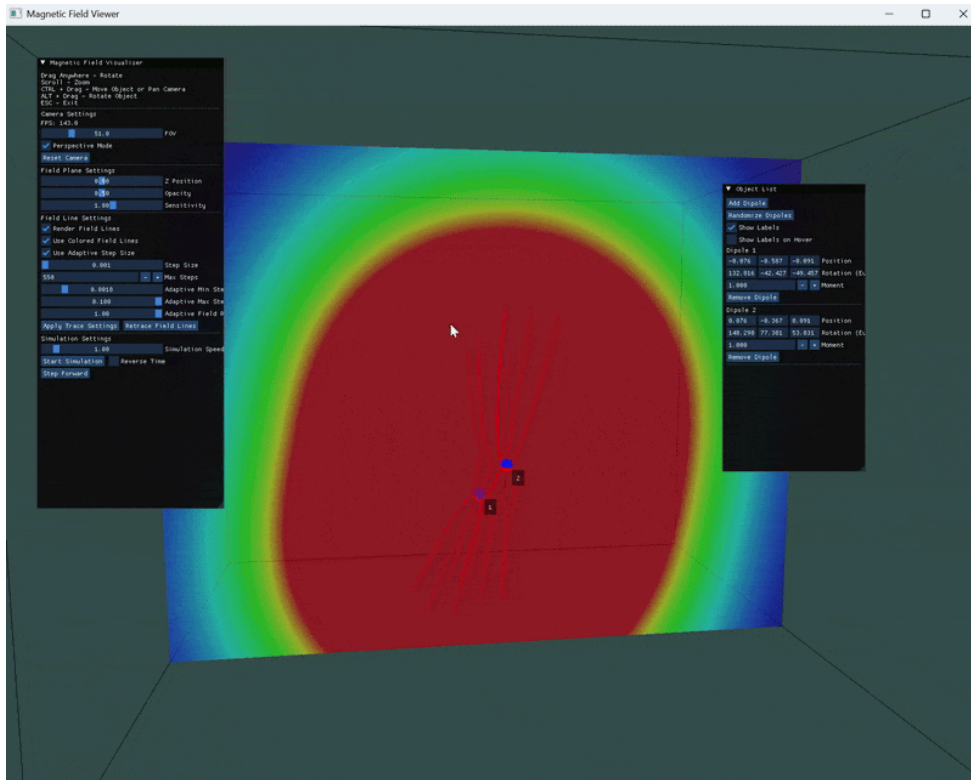 Magnetic Field Viewer
Magnetic Field Visualiser
Drag Anywhere - Rotate
Scroll - Zoom
CTRL + Drag - Move Object or Pan Camera
ALT + Drag - Rotate Object
ESC - Exit
Camera Settings
FPS: 143.0
51.0 FOV
Perspective Mode
Reset Camera
Field Plane Settings
Z Position
Opacity
1.00 Sensitivity
Field Line Settings
Render Field Lines
Use Colored Field Lines
Use Adaptive Step Size
0.001 Step Size
550 - + Max Steps
0.0010 Adaptive Min Ste
0.100 Adaptive Max Ste
1.00 Adaptive Field
Apply Trace Settings Retrace Field Lines
Simulation Settings
1.00 Simulation Speed
Start Simulation Reverse Time
Step Forward
Object List
Add Dipole
Randomize Dipoles
Show Labels
Show Labels on Hover
Dipole 1
-0.076 -0.587 -0.091 Position
132.816 -42.427 -49.457 Rotation (Eu
1.000 - + Moment
Remove Dipole
Dipole 2
0.076 -0.367 0.091 Position
148.290 77.301 53.031 Rotation (Eu
1.000 - + Moment
Remove Dipole
2
1